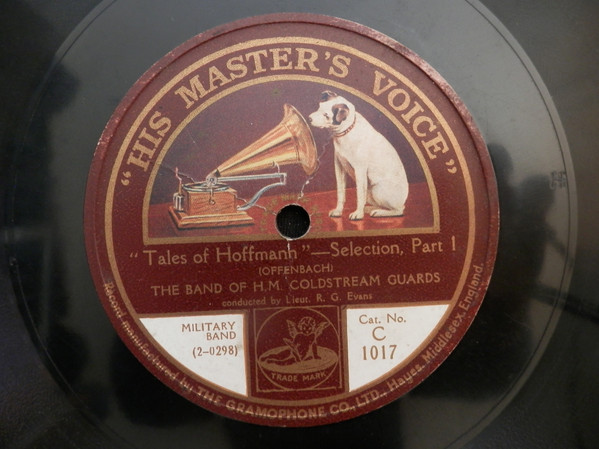 "HIS MASTER'S VOICE"
"Tales of Hoffmann"—Selection, Part 1
(OFFENBACH)
THE BAND OF H.M. COLDSTREAM GUARDS
conducted by Lieut. R. G. Evans
MILITARY
BAND
(2-0298)
TRADE MARK
Cat. No.
C
1017
Record manufactured by THE GRAMOPHONE CO., LTD., Hayes, Middlesex, England.